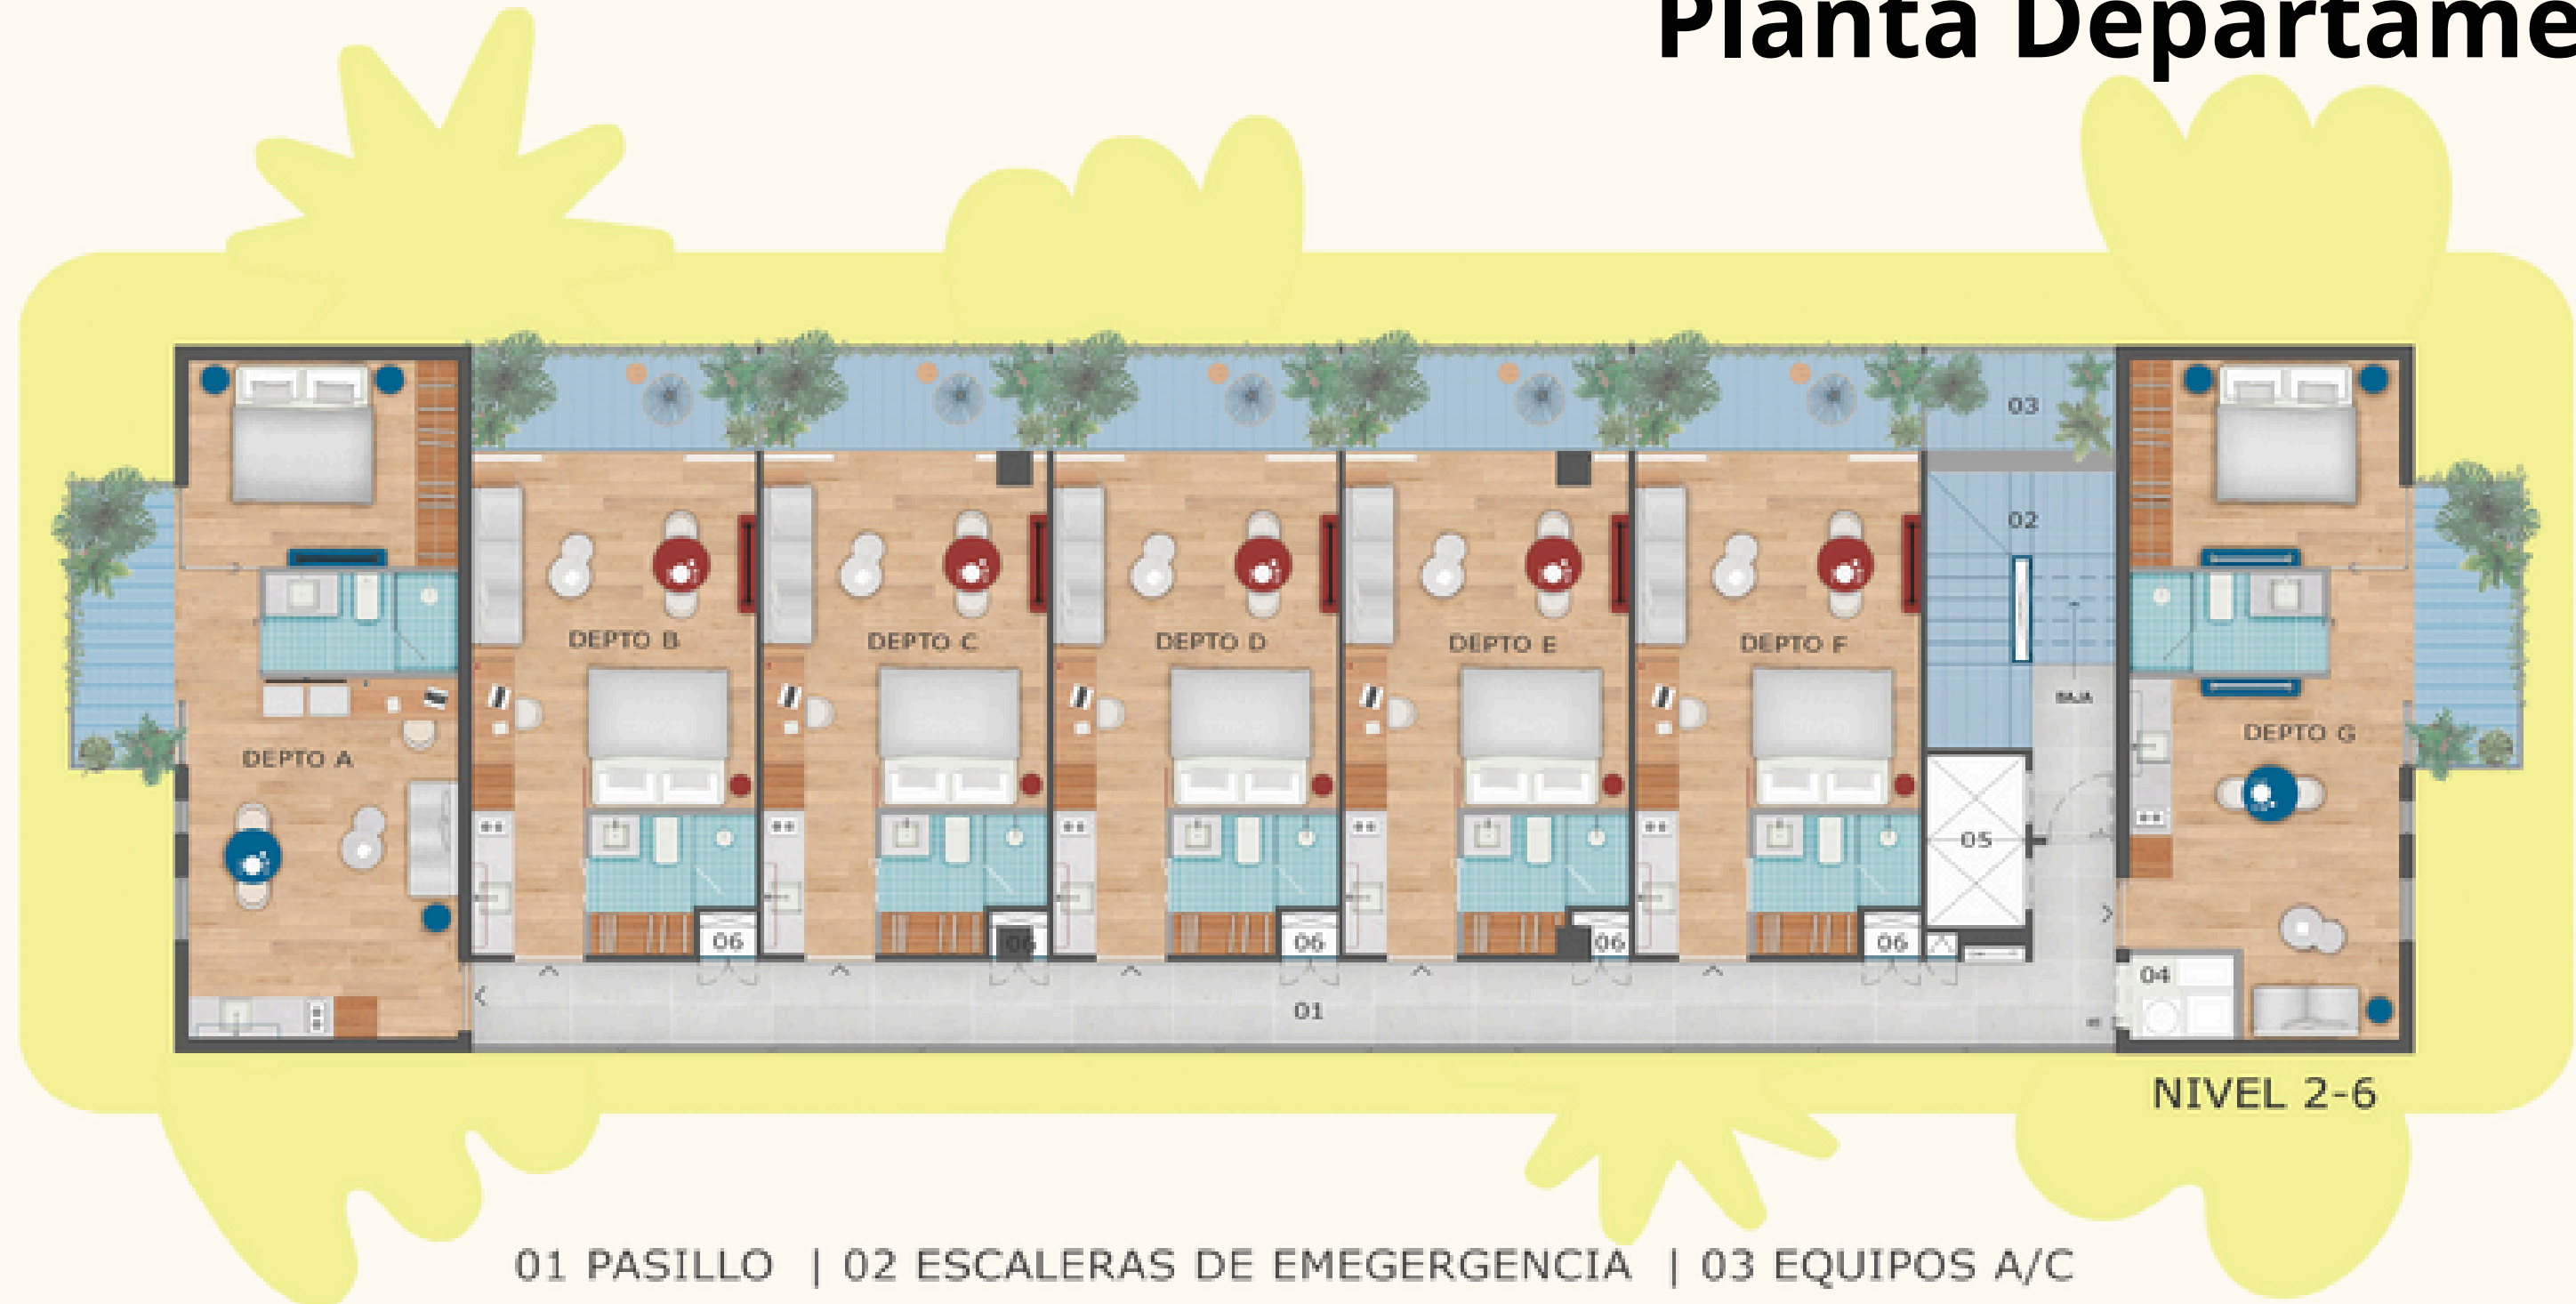 Planta Departame
03
02
DEPTO B
DEPTO C
DEPTO D
DEPTO E
DEPTO F
BAJA
DEPTO G
DEPTO A
05
06
06
06
06
06
04
01
NIVEL 2-6
01 PASILLO | 02 ESCALERAS DE EMEGERGENCIA | 03 EQUIPOS A/C